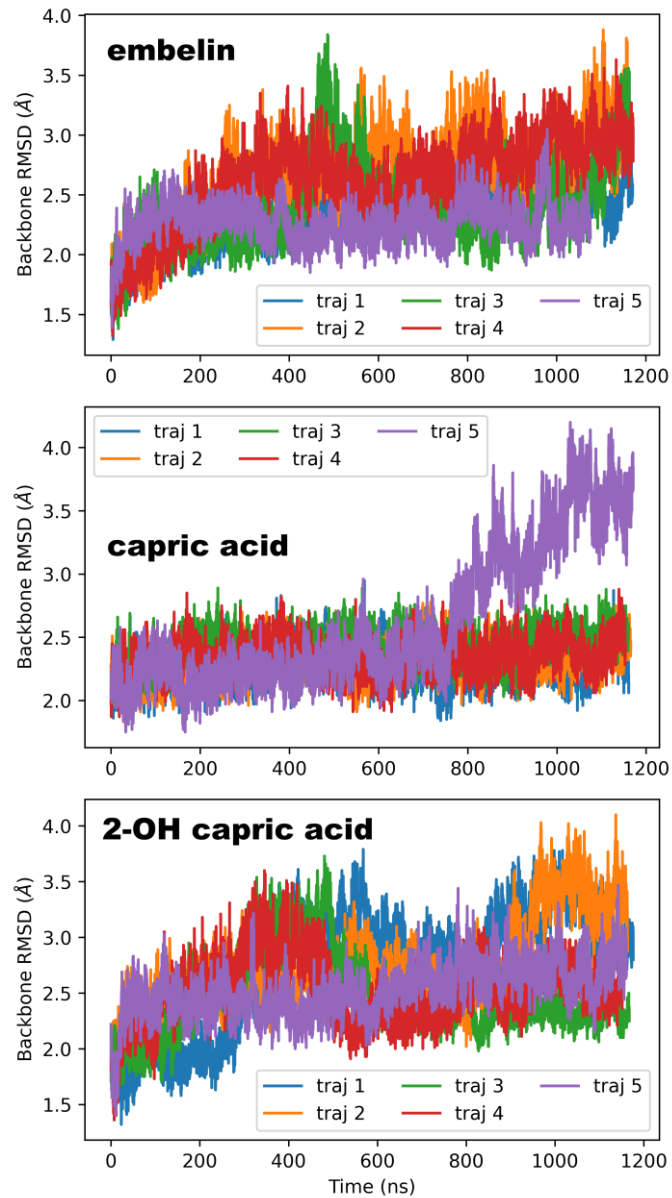 embelin
Backbone RMSD (Å)
4.0
3.5
3.0
2.5
2.0
1.5
traj 1 traj 3 traj 5
traj 2 traj 4
0 200 400 600 800 1000 1200
capric acid
Backbone RMSD (Å)
4.0
3.5
3.0
2.5
2.0
traj 1 traj 3 traj 5
traj 2 traj 4
0 200 400 600 800 1000 1200
2-OH capric acid
Backbone RMSD (Å)
4.0
3.5
3.0
2.5
2.0
1.5
traj 1 traj 3 traj 5
traj 2 traj 4
0 200 400 600 800 1000 1200
Time (ns)